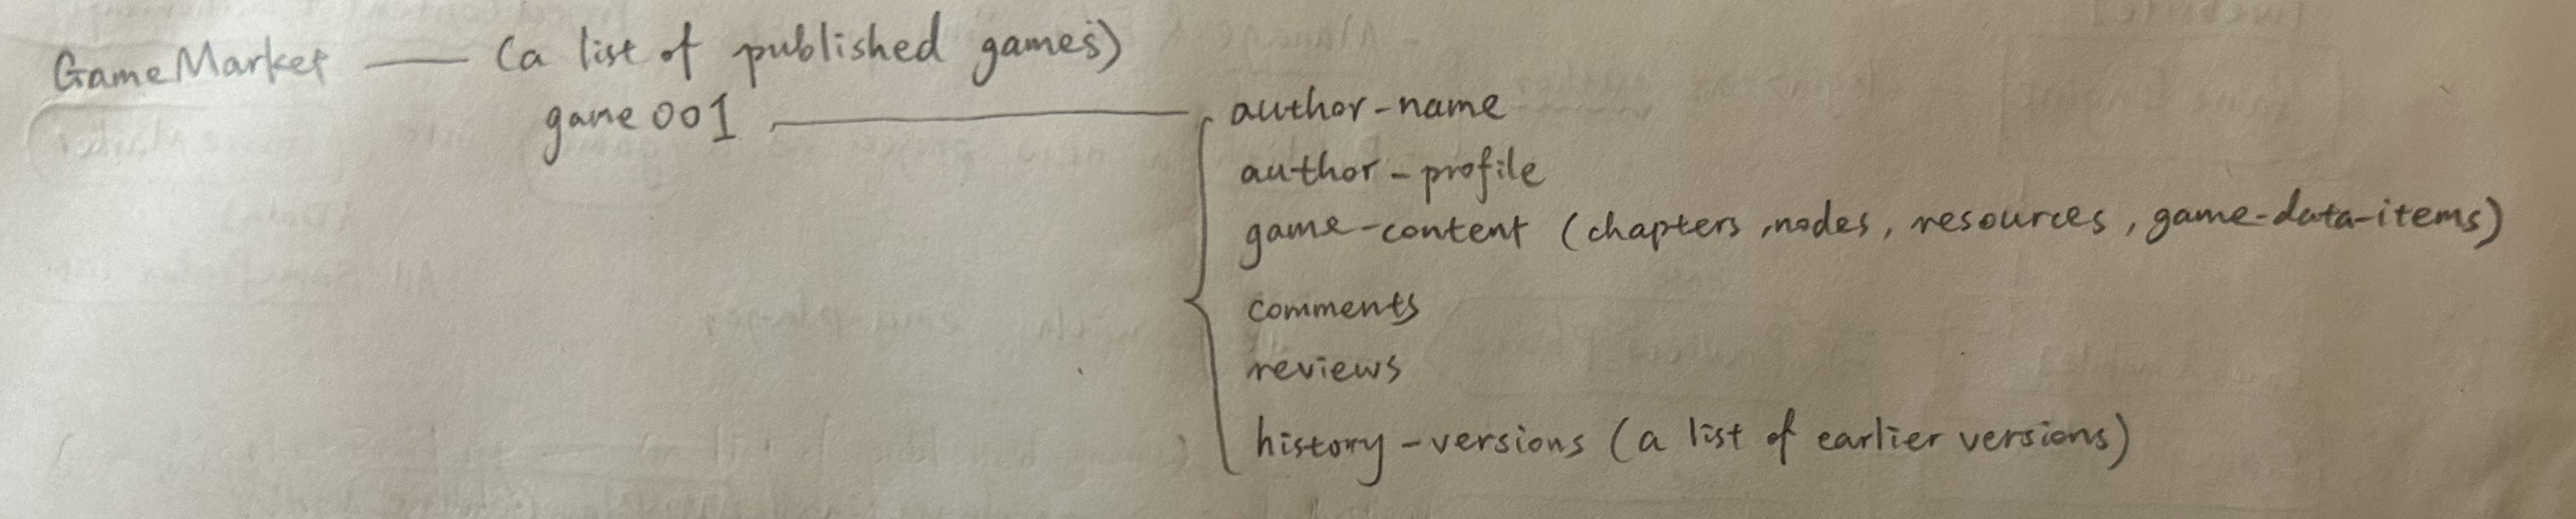 GameMarket — (a list of published games)
game001 — author-name
author-profile
game-content (chapters, nodes, resources, game-data-items)
comments
reviews
history-versions (a list of earlier versions)